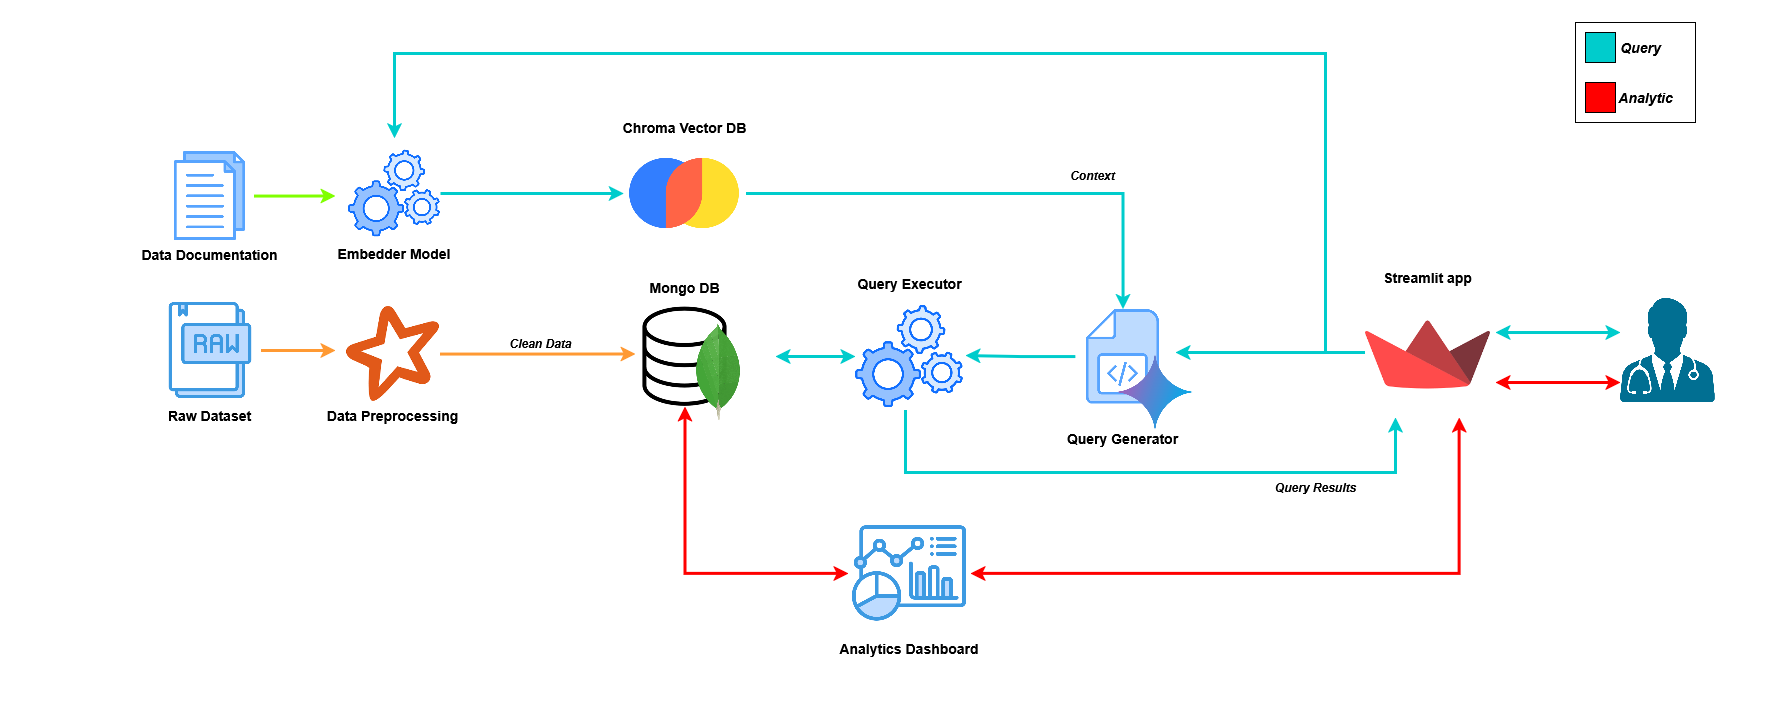 Query
Analytic
Chroma Vector DB
Context
Data Documentation
Embedder Model
Streamlit app
Mongo DB
Query Executor
RAW
Clean Data
</>
Raw Dataset
Data Preprocessing
Query Generator
Query Results
Analytics Dashboard